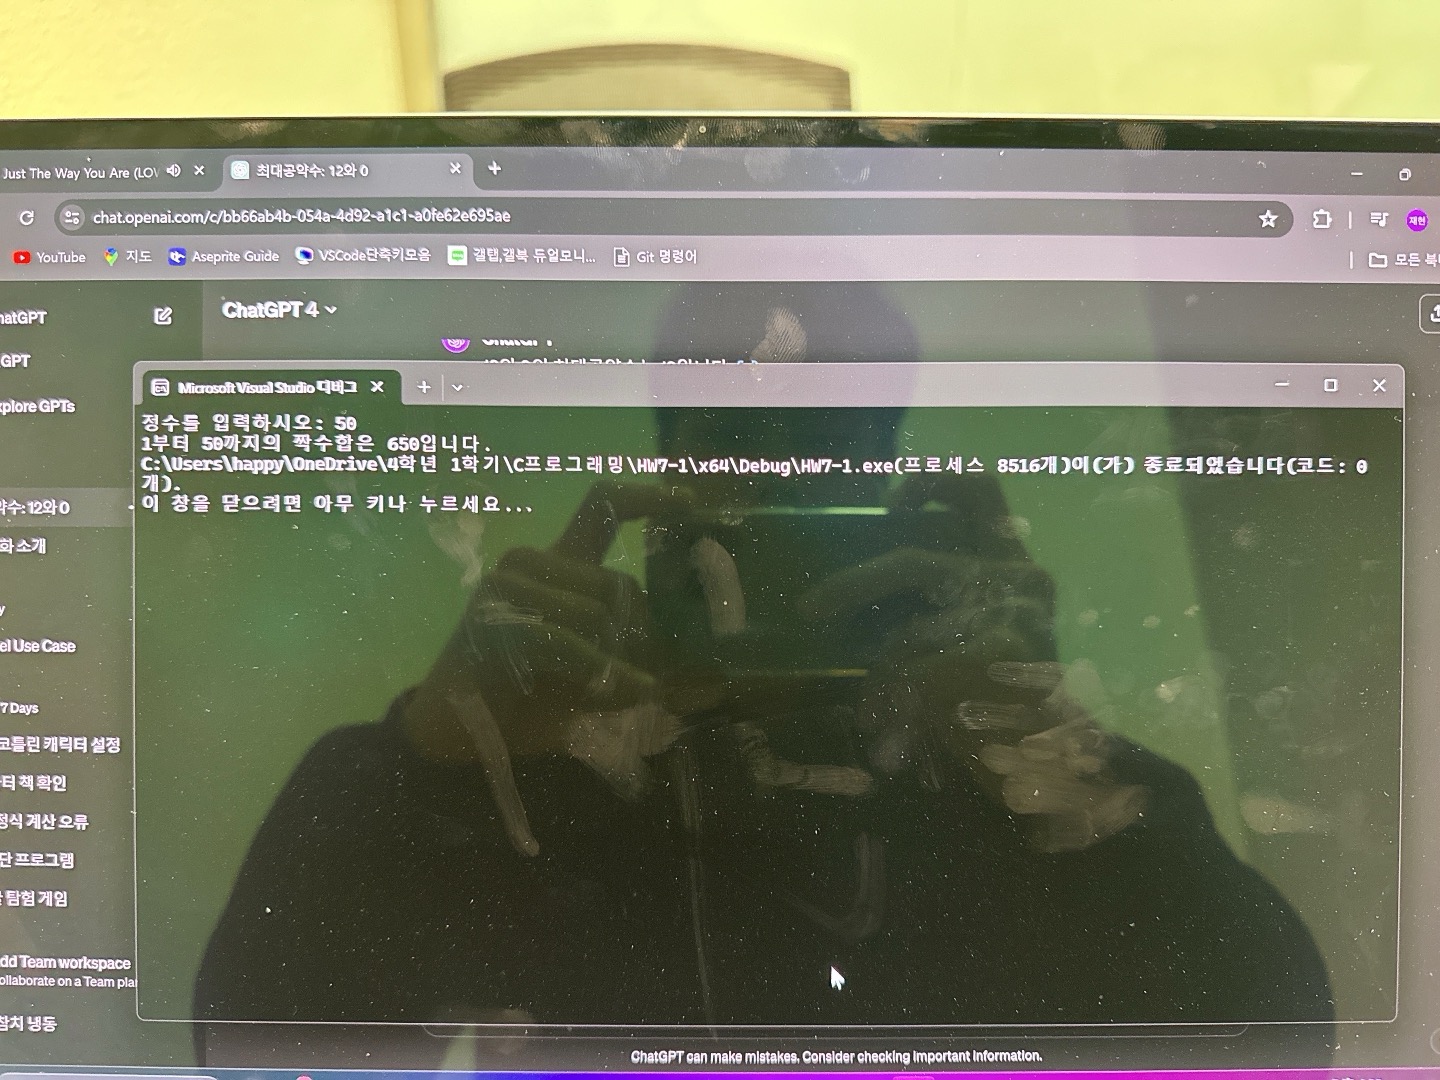 Just The Way You Are (LO
최대공약수: 12와 0
chat.openai.com/c/bb66ab4b-054a-4d92-a1c1-a0fe62e695ae
재현
YouTube
지도
Aseprite Guide
VSCode단축키모음
갤탭,갤북 듀얼모니...
Git 명령어
모든 북
hatGPT
ChatGPT 4
GPT
xplore GPTs
Microsoft Visual Studio 디버그
정수를 입력하시오: 50
1부터 50까지의 짝수합은 650입니다.
C:\Users\happy\OneDrive\4학년 1학기\C프로그래밍\HW7-1\x64\Debug\HW7-1.exe(프로세스 8516개)이(가) 종료되었습니다(코드: 0
개).
이 창을 닫으려면 아무 키나 누르세요...
약수: 12와 0
화 소개
y
el Use Case
7 Days
코틀린 캐릭터 설정
터 책 확인
정식 계산 오류
단 프로그램
탐험 게임
dd Team workspace
ollaborate on a Team pla
참치 냉동
ChatGPT can make mistakes. Consider checking important information.